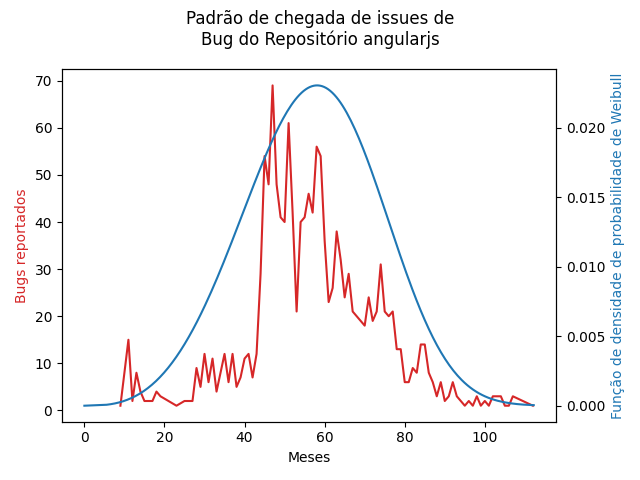 Padrão de chegada de issues de
Bug do Repositório angularjs
Bugs reportados
70
60
50
40
30
20
10
0
0 20 40 60 80 100
Meses
0.020
0.015
0.010
0.005
0.000
Função de densidade de probabilidade de Weibull